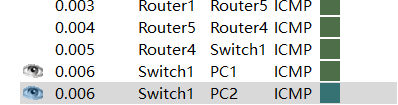 0.003 Router1 Router5 ICMP
0.004 Router5 Router4 ICMP
0.005 Router4 Switch1 ICMP
0.006 Switch1 PC1 ICMP
0.006 Switch1 PC2 ICMP